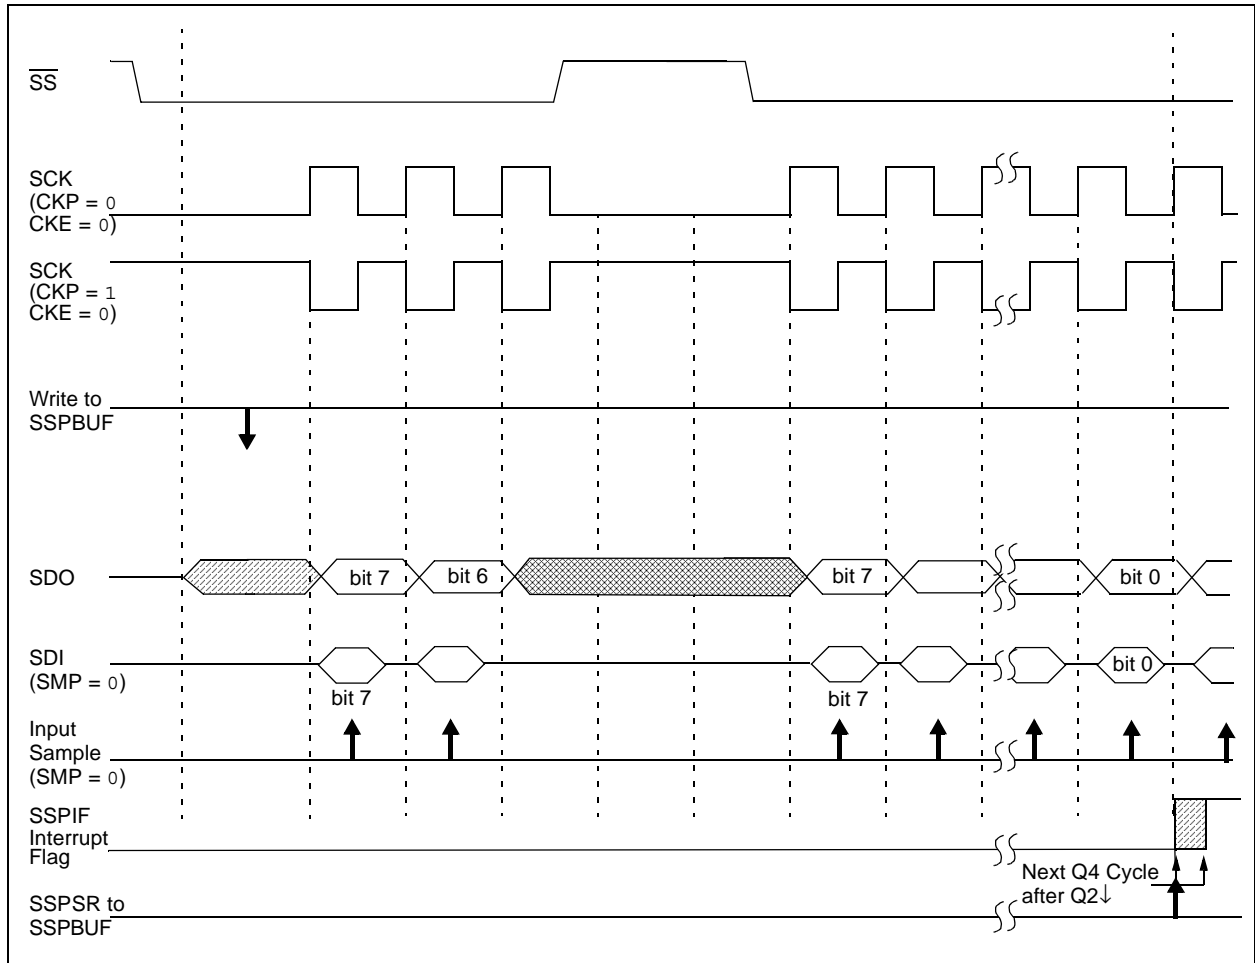 SS
SCK
(CKP = 0
CKE = 0)
SCK
(CKP = 1
CKE = 0)
Write to
SSPBUF
SDO
bit 7
bit 6
bit 7
bit 0
SDI
(SMP = 0)
bit 7
bit 7
bit 0
Input
Sample
(SMP = 0)
SSPIF
Interrupt
Flag
Next Q4 Cycle
after Q2↓
SSPSR to
SSPBUF